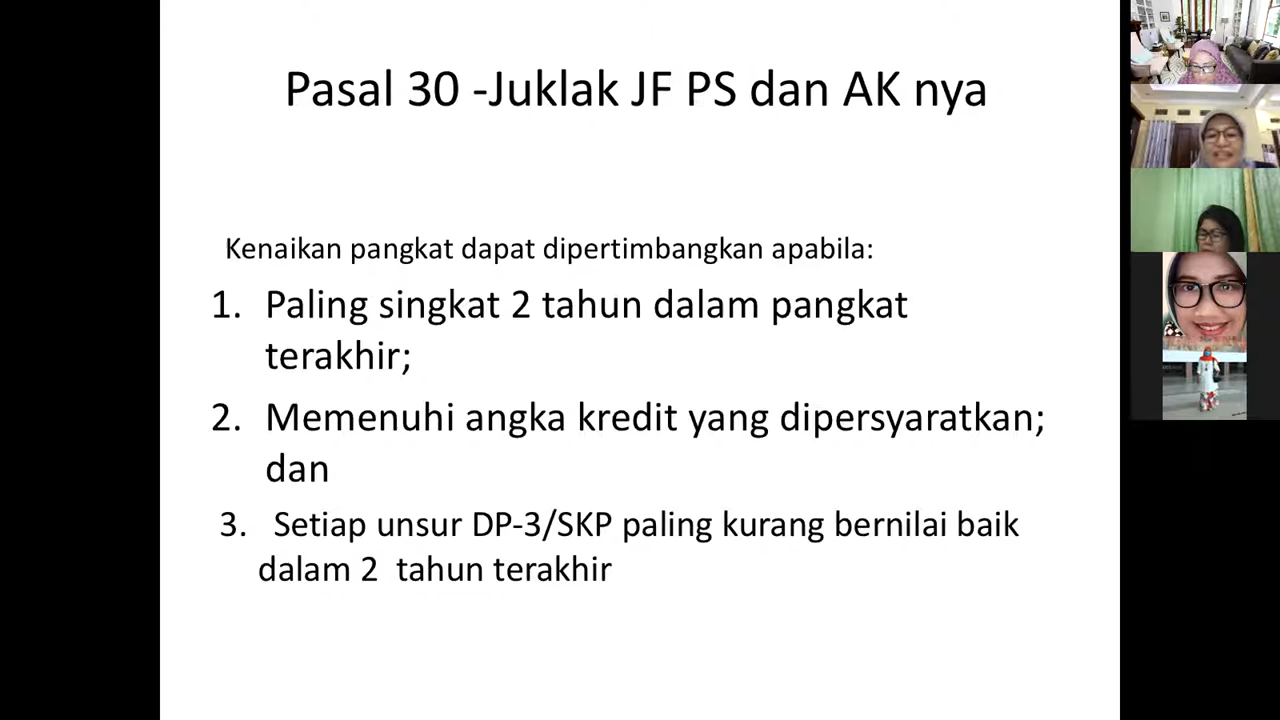 Pasal 30 -Juklak JF PS dan AK nya
Kenaikan pangkat dapat dipertimbangkan apabila:
1. Paling singkat 2 tahun dalam pangkat
terakhir;
2. Memenuhi angka kredit yang dipersyaratkan;
dan
3. Setiap unsur DP-3/SKP paling kurang bernilai baik
dalam 2 tahun terakhir